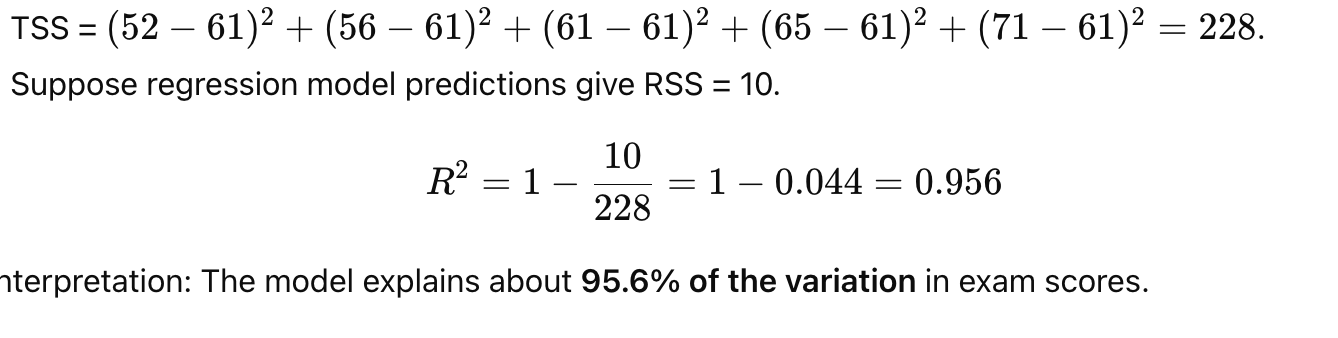 TSS = (52 − 61)² + (56 − 61)² + (61 − 61)² + (65 − 61)² + (71 − 61)² = 228.
Suppose regression model predictions give RSS = 10.
R² = 1 − 10/228 = 1 − 0.044 = 0.956
nterpretation: The model explains about 95.6% of the variation in exam scores.